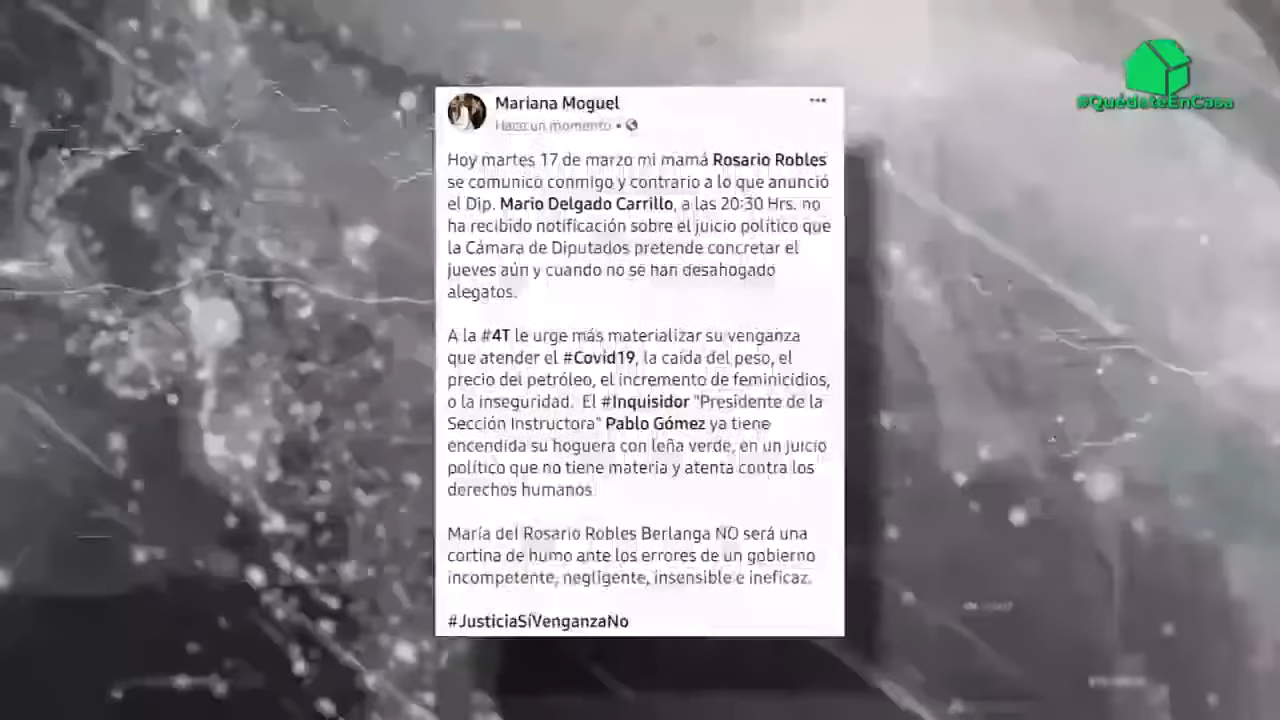 #QuédateEnCasa
Mariana Moguel
Hace un momento
Hoy martes 17 de marzo mi mamá Rosario Robles
se comunico conmigo y contrario a lo que anunció
el Dip. Mario Delgado Carrillo, a las 20:30 Hrs. no
ha recibido notificación sobre el juicio político que
la Cámara de Diputados pretende concretar el
jueves aún y cuando no se han desahogado
alegatos.
A la #4T le urge más materializar su venganza
que atender el #Covid19, la caída del peso, el
precio del petróleo, el incremento de feminicidios,
o la inseguridad. El #Inquisidor "Presidente de la
Sección Instructora" Pablo Gómez ya tiene
encendida su hoguera con leña verde, en un juicio
político que no tiene materia y atenta contra los
derechos humanos
María del Rosario Robles Berlanga NO será una
cortina de humo ante los errores de un gobierno
incompetente, negligente, insensible e ineficaz.
#JusticiaSíVenganzaNo